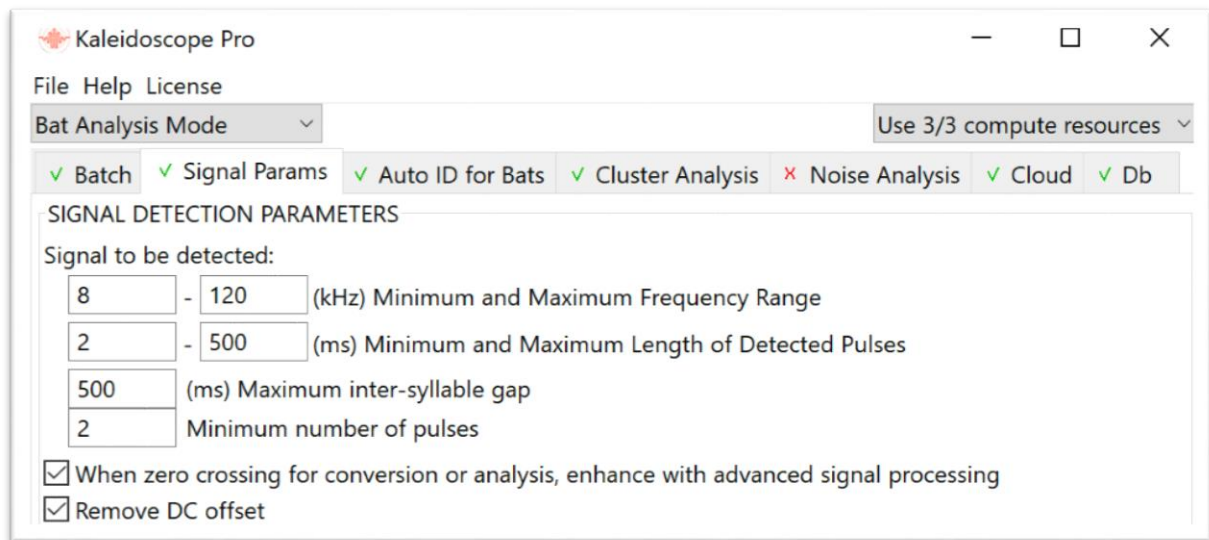 Kaleidoscope Pro
File Help License
Bat Analysis Mode Use 3/3 compute resources
Batch Signal Params Auto ID for Bats Cluster Analysis Noise Analysis Cloud Db
SIGNAL DETECTION PARAMETERS
Signal to be detected:
8 - 120 (kHz) Minimum and Maximum Frequency Range
2 - 500 (ms) Minimum and Maximum Length of Detected Pulses
500 (ms) Maximum inter-syllable gap
2 Minimum number of pulses
When zero crossing for conversion or analysis, enhance with advanced signal processing
Remove DC offset